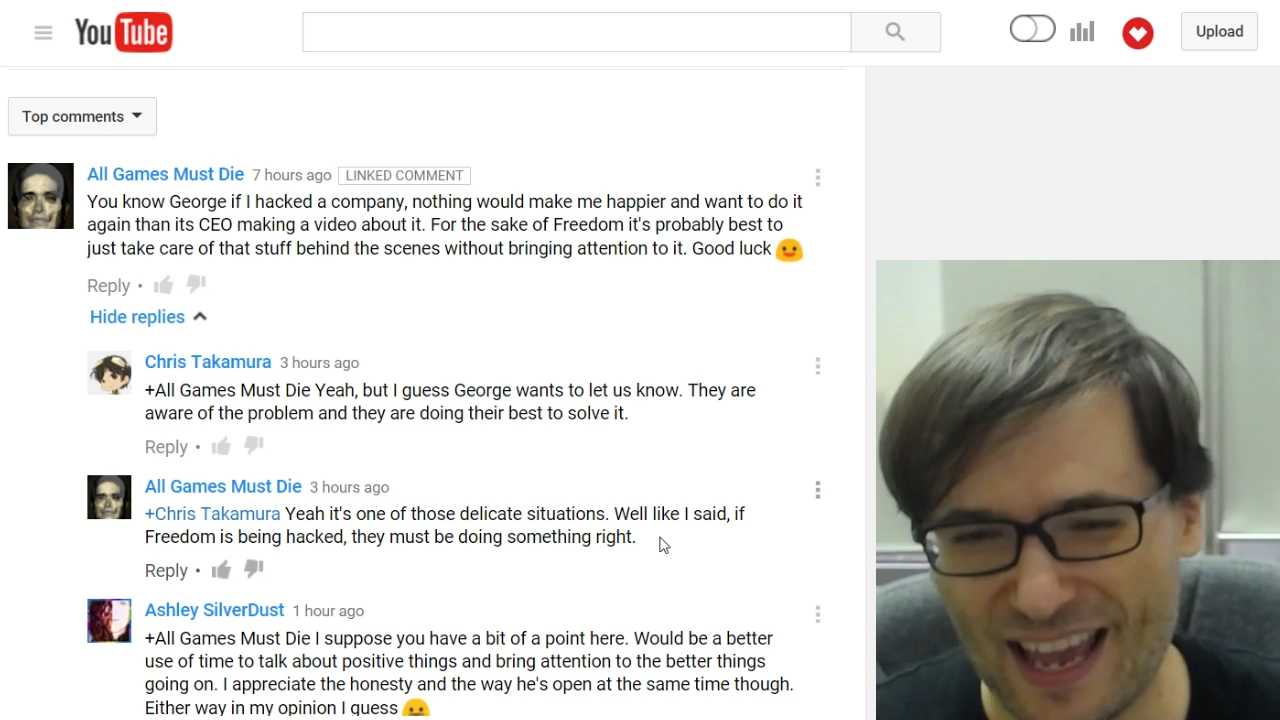 YouTube
Upload
Top comments
All Games Must Die 7 hours ago LINKED COMMENT
You know George if I hacked a company, nothing would make me happier and want to do it
again than its CEO making a video about it. For the sake of Freedom it's probably best to
just take care of that stuff behind the scenes without bringing attention to it. Good luck
Reply •
Hide replies
Chris Takamura 3 hours ago
+All Games Must Die Yeah, but I guess George wants to let us know. They are
aware of the problem and they are doing their best to solve it.
Reply •
All Games Must Die 3 hours ago
+Chris Takamura Yeah it's one of those delicate situations. Well like I said, if
Freedom is being hacked, they must be doing something right.
Reply •
Ashley SilverDust 1 hour ago
+All Games Must Die I suppose you have a bit of a point here. Would be a better
use of time to talk about positive things and bring attention to the better things
going on. I appreciate the honesty and the way he's open at the same time though.
Either way in my opinion I guess